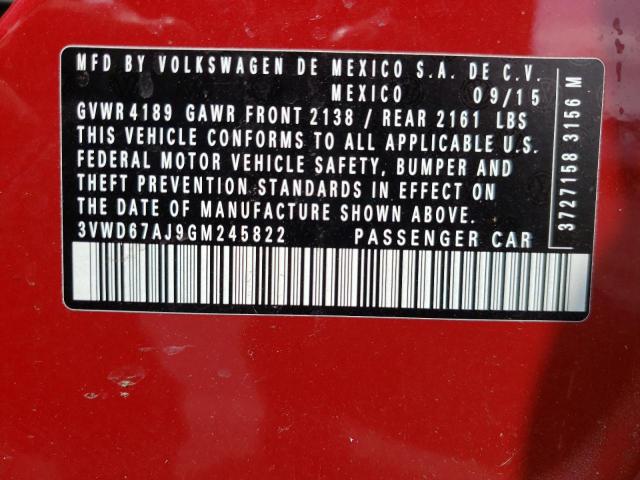 MFD BY VOLKSWAGEN DE MEXICO S.A. DE C.V.
MEXICO 09/15
GVWR 4189 GAWR FRONT 2138 / REAR 2161 LBS
THIS VEHICLE CONFORMS TO ALL APPLICABLE U.S.
FEDERAL MOTOR VEHICLE SAFETY, BUMPER AND
THEFT PREVENTION STANDARDS IN EFFECT ON
THE DATE OF MANUFACTURE SHOWN ABOVE.
3VWD67AJ9GM245822 PASSENGER CAR
37271583156 M